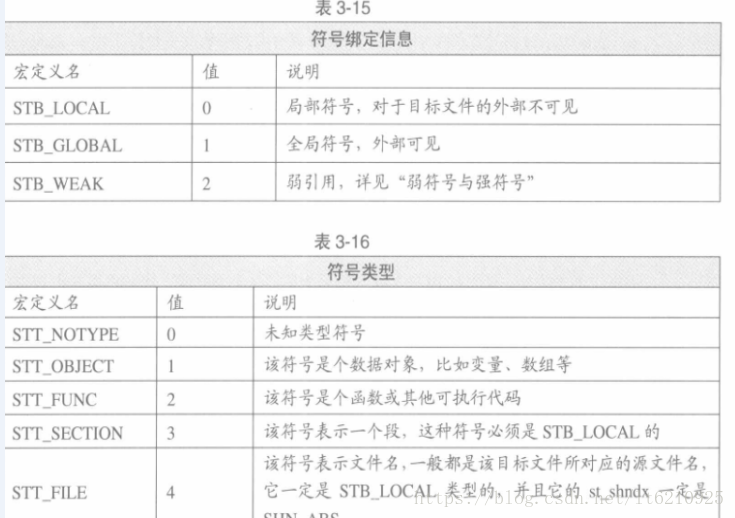 表 3-15
符号绑定信息
宏定义名 值 说明
STB_LOCAL 0 局部符号，对于目标文件的外部不可见
STB_GLOBAL 1 全局符号，外部可见
STB_WEAK 2 弱引用，详见“弱符号与强符号”
表 3-16
符号类型
宏定义名 值 说明
STT_NOTYPE 0 未知类型符号
STT_OBJECT 1 该符号是个数据对象，比如变量、数组等
STT_FUNC 2 该符号是个函数或其他可执行代码
STT_SECTION 3 该符号表示一个段，这种符号必须是 STB_LOCAL 的
该符号表示文件名，一般都是该目标文件所对应的源文件名，
STT_FILE 4 它一定是 STB_LOCAL 类型的，并且它的 st_shndx 一定是
SHN_ABS